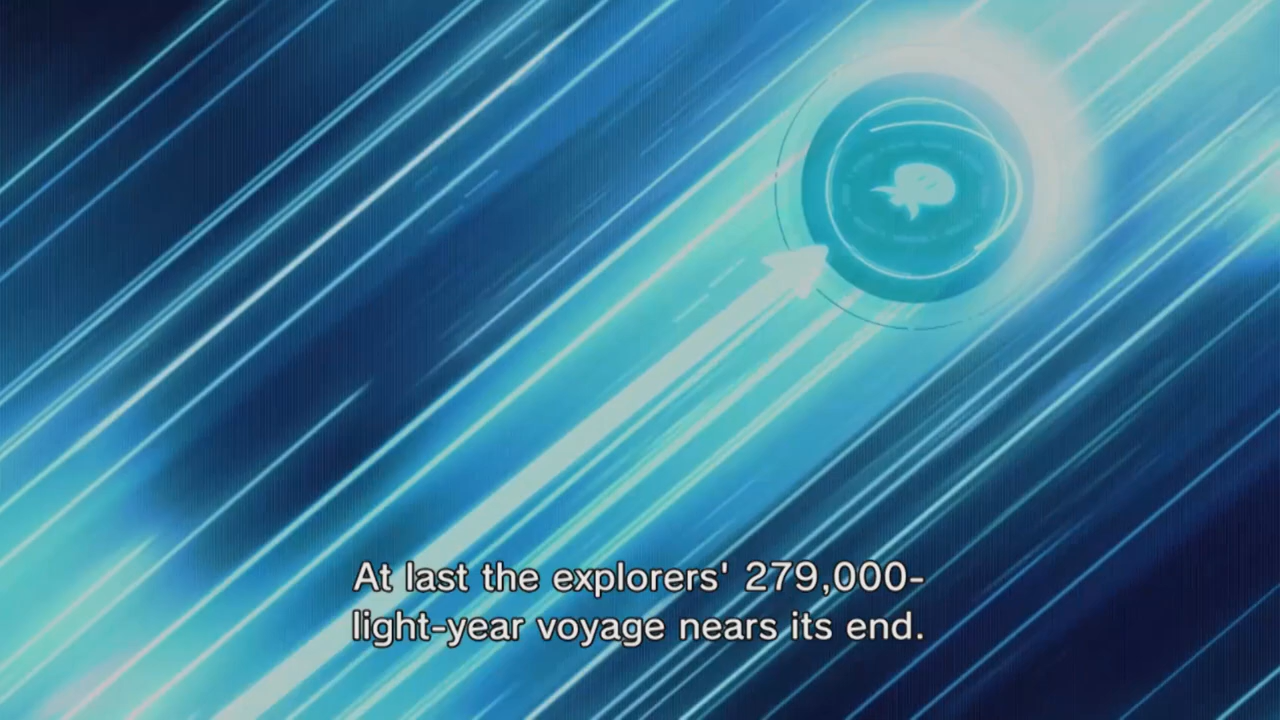 At last the explorers' 279,000-
light-year voyage nears its end.